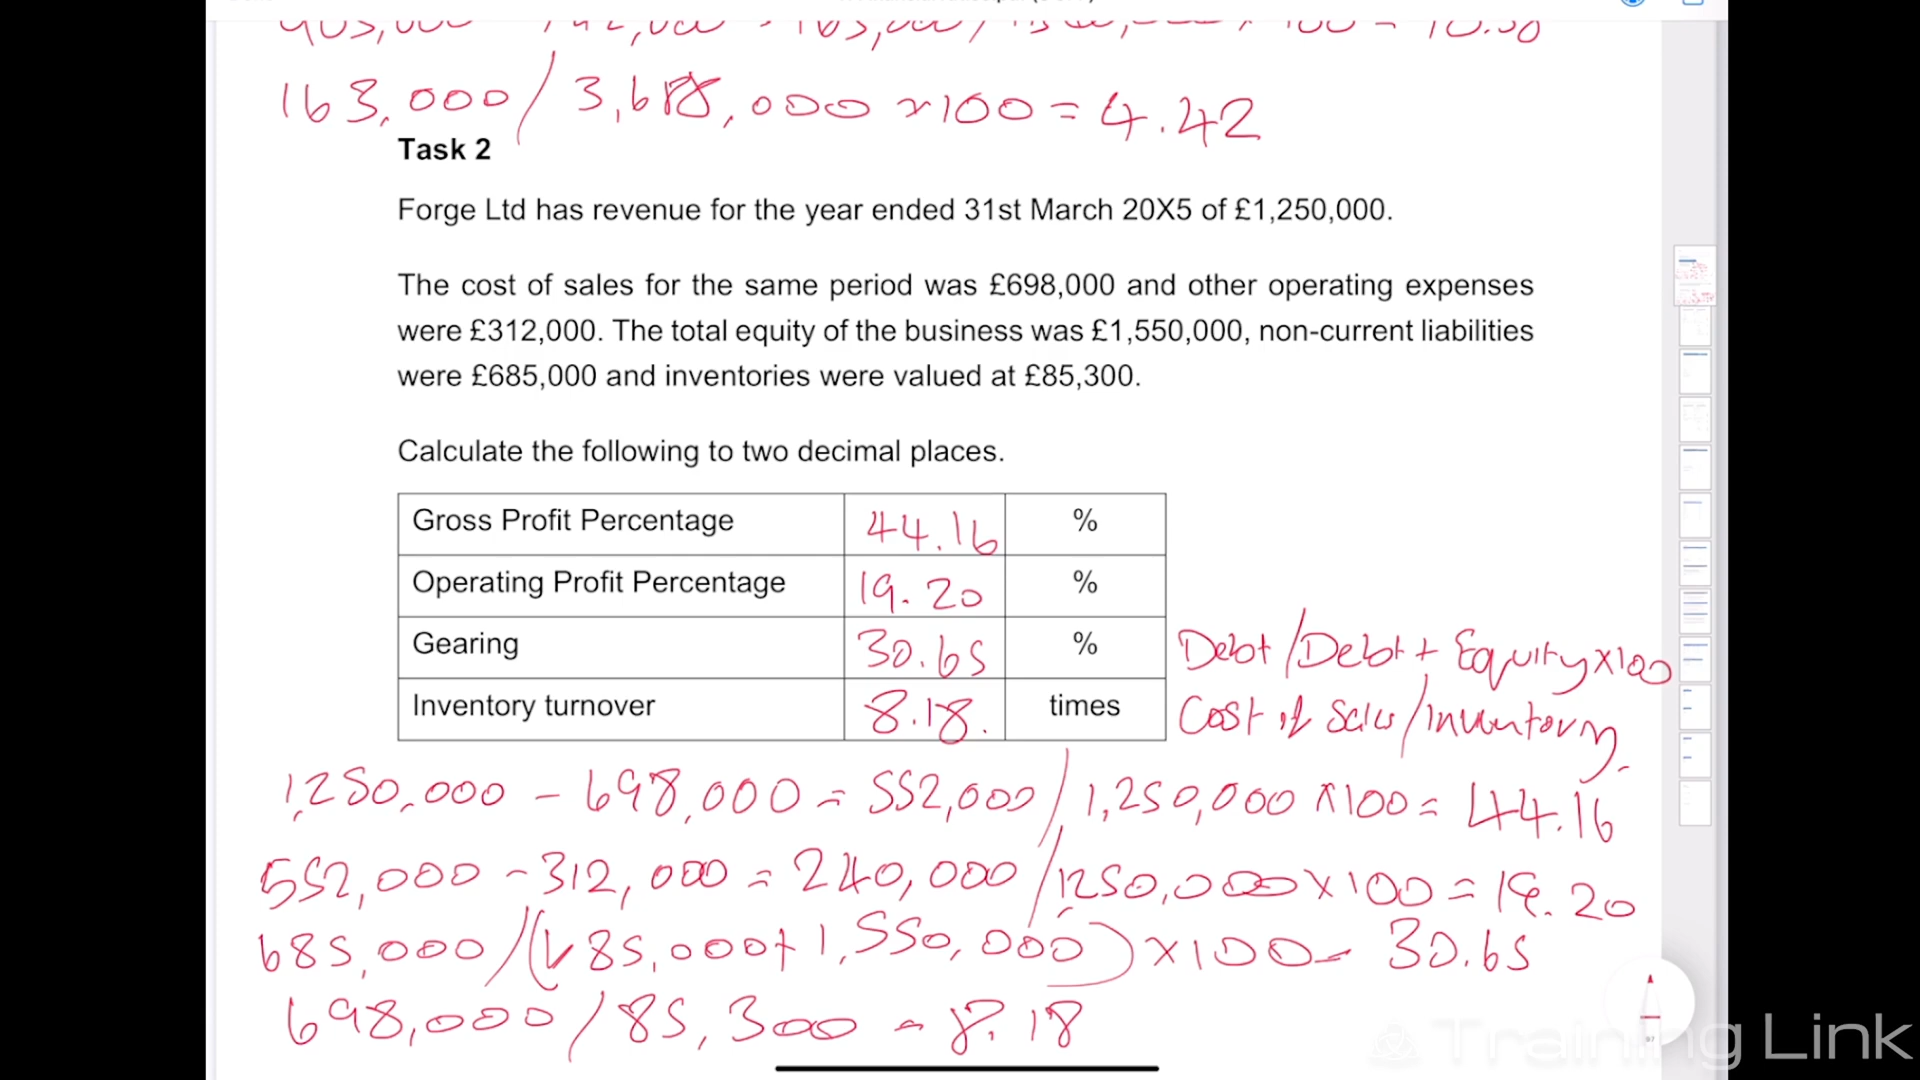 163,000 / 3,688,000 × 100 = 4.42
Task 2
Forge Ltd has revenue for the year ended 31st March 20X5 of £1,250,000.
The cost of sales for the same period was £698,000 and other operating expenses
were £312,000. The total equity of the business was £1,550,000, non-current liabilities
were £685,000 and inventories were valued at £85,300.
Calculate the following to two decimal places.
Gross Profit Percentage 44.16 %
Operating Profit Percentage 19.20 %
Gearing 30.65 % Debt / Debt + Equity × 100
Inventory turnover 8.18. times Cost of Sales / Inventory.
1,250,000 - 698,000 = 552,000 / 1,250,000 × 100 = 44.16
552,000 - 312,000 = 240,000 / 1250,000 × 100 = 19.20
685,000 / (685,000 + 1,550,000) × 100 = 30.65
698,000 / 85,300 = 8.18
Training Link